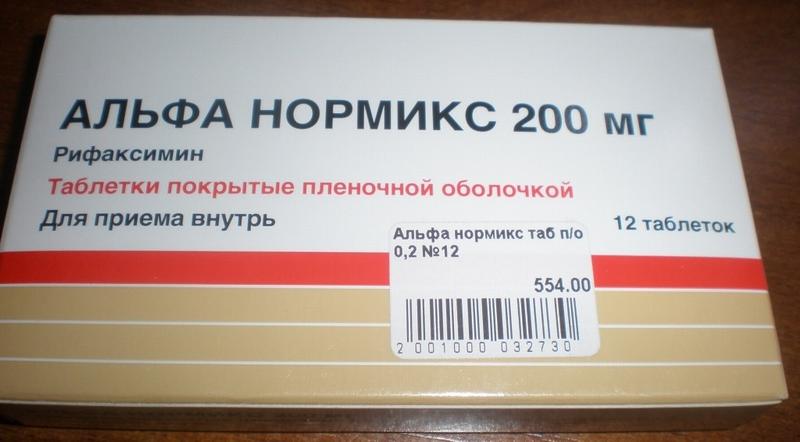 АЛЬФА НОРМИКС 200 мг
Рифаксимин
Таблетки покрытые пленочной оболочкой
Для приема внутрь
12 таблеток
Альфа нормикс таб п/о
0,2 №12
554.00
2 001000 032730